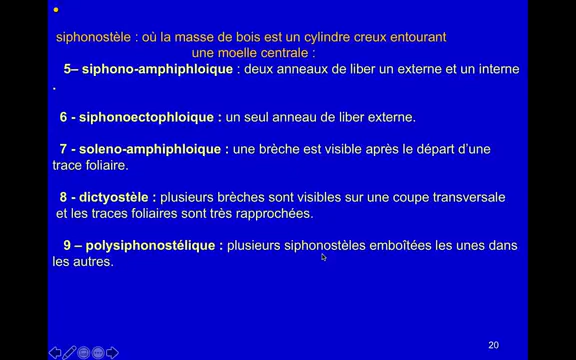 •
siphonostèle : où la masse de bois est un cylindre creux entourant
une moelle centrale :
5– siphono-amphiphloique : deux anneaux de liber un externe et un interne
.
6 - siphonoectophloique : un seul anneau de liber externe.
7 - soleno-amphiphloique : une brèche est visible après le départ d'une
trace foliaire.
8 - dictyostèle : plusieurs brèches sont visibles sur une coupe transversale
et les traces foliaires sont très rapprochées.
9 – polysiphonostélique : plusieurs siphonostèles emboîtées les unes dans
les autres.
20